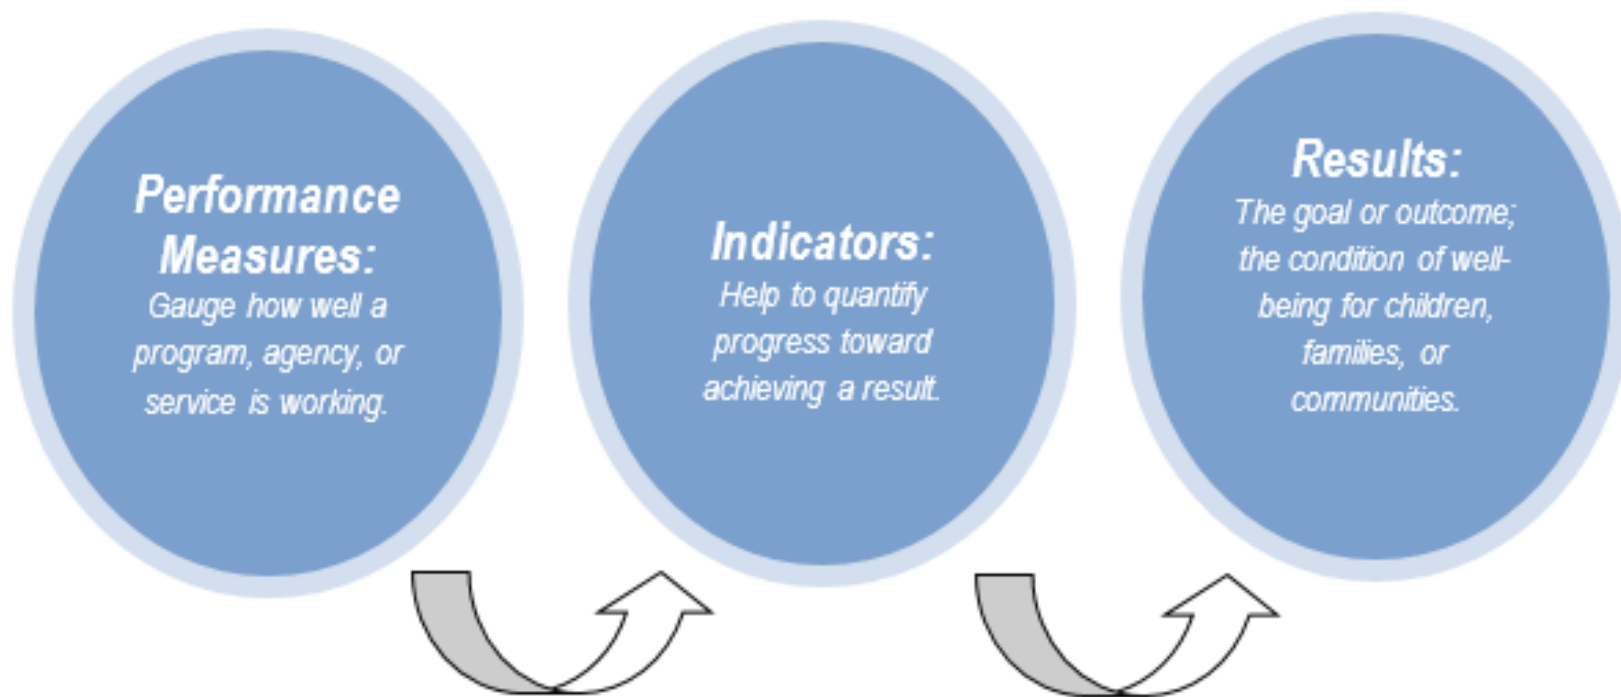 Performance
Measures:
Gauge how well a
program, agency, or
service is working.
Indicators:
Help to quantify
progress toward
achieving a result.
Results:
The goal or outcome;
the condition of well-
being for children,
families, or
communities.